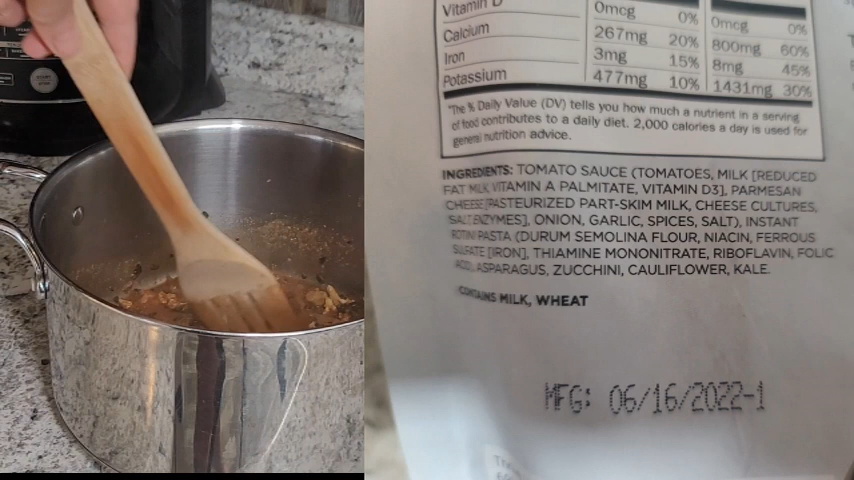 Vitamin D 0mcg 0% 0mcg 0%
Calcium 267mg 20% 800mg 60%
Iron 3mg 15% 8mg 45%
Potassium 477mg 10% 1431mg 30%
*The % Daily Value (DV) tells you how much a nutrient in a serving
of food contributes to a daily diet. 2,000 calories a day is used for
general nutrition advice.
INGREDIENTS: TOMATO SAUCE (TOMATOES, MILK [REDUCED
FAT MILK, VITAMIN A PALMITATE, VITAMIN D3], PARMESAN
CHEESE [PASTEURIZED PART-SKIM MILK, CHEESE CULTURES,
SALT, ENZYMES], ONION, GARLIC, SPICES, SALT), INSTANT
ROTINI PASTA (DURUM SEMOLINA FLOUR, NIACIN, FERROUS
SULFATE [IRON], THIAMINE MONONITRATE, RIBOFLAVIN, FOLIC
ACID), ASPARAGUS, ZUCCHINI, CAULIFLOWER, KALE.
CONTAINS MILK, WHEAT
MFG: 06/16/2022-1